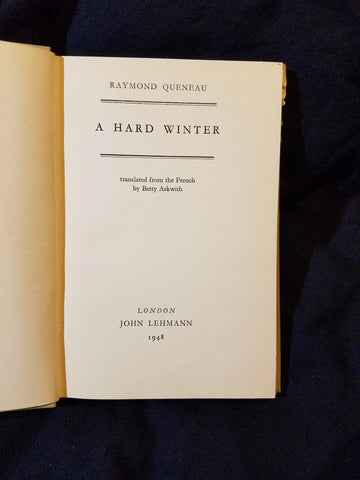 RAYMOND QUENEAU
A HARD WINTER
translated from the French
by Betty Askwith
LONDON
JOHN LEHMANN
1948